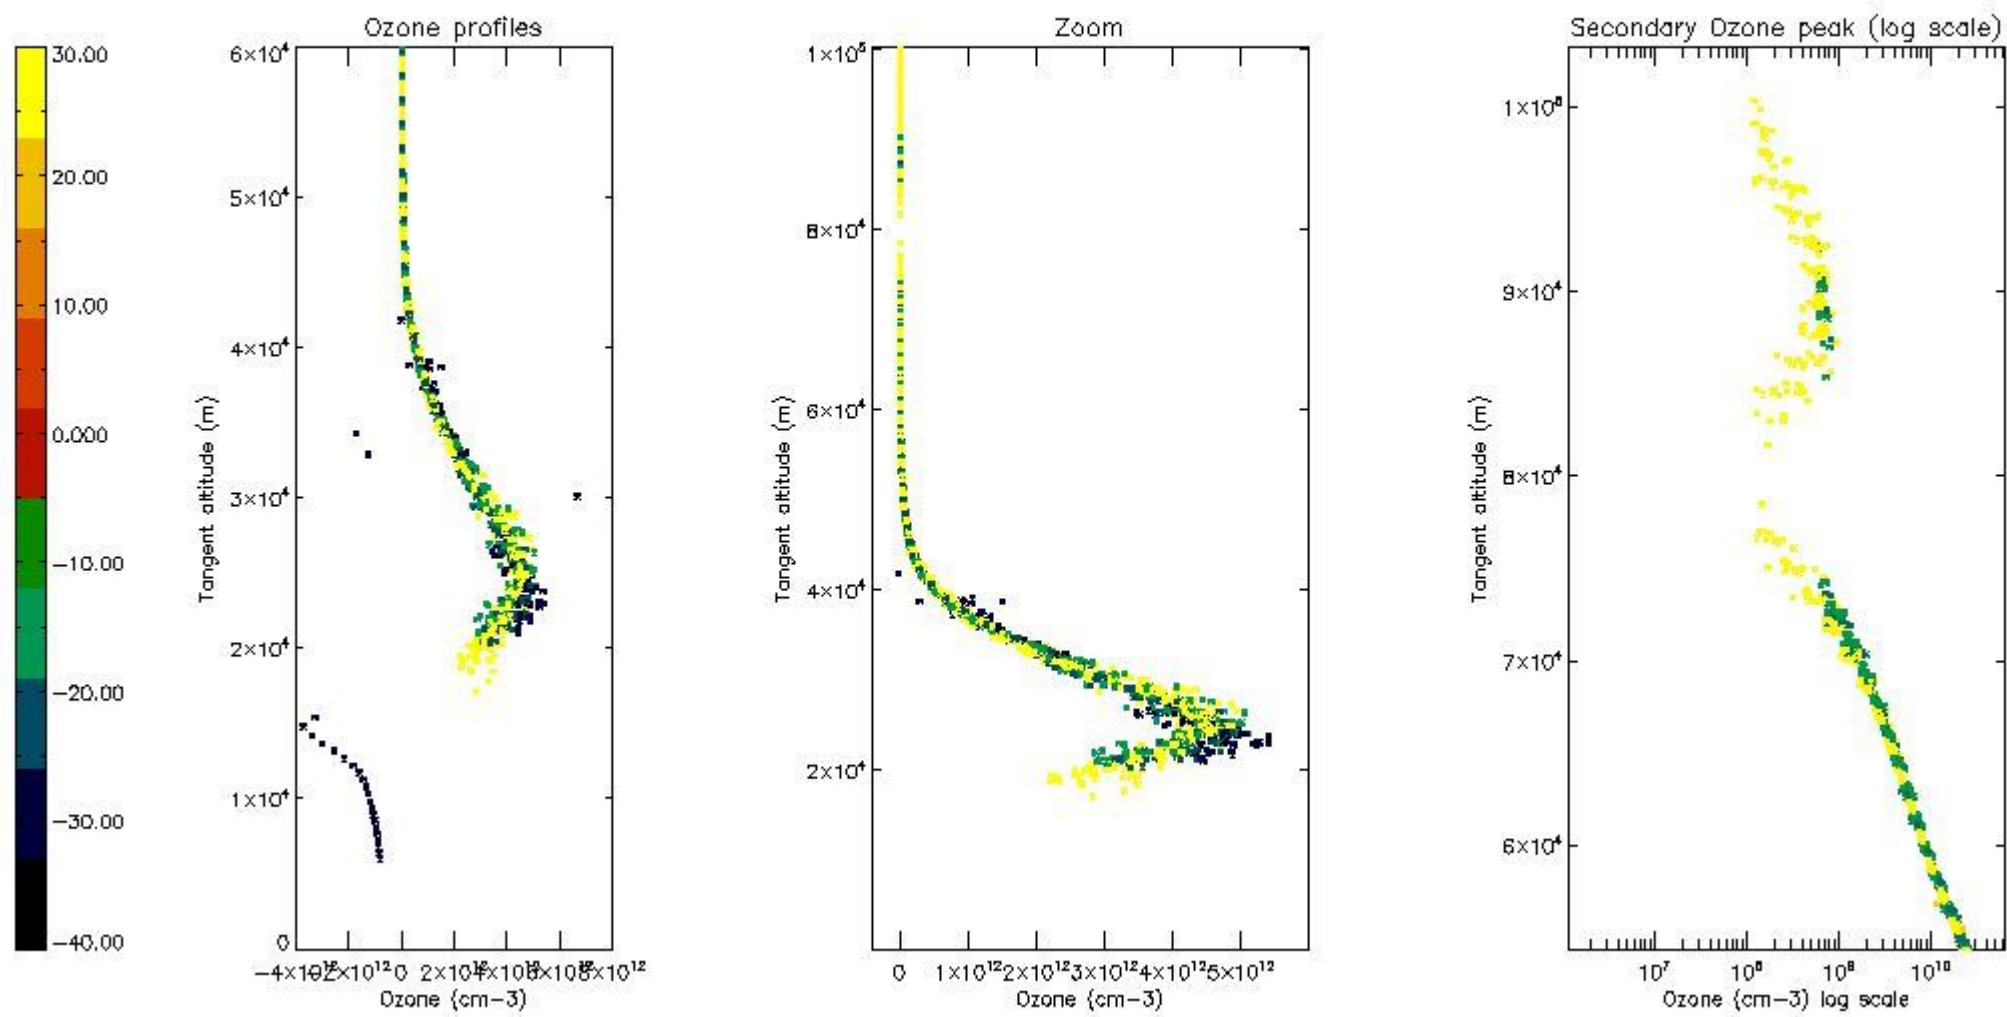 Ozone profiles
Zoom
Secondary Ozone peak (log scale)
30.00
20.00
10.00
0.000
−10.00
−20.00
−30.00
−40.00
6×10⁴
5×10⁴
4×10⁴
3×10⁴
2×10⁴
1×10⁴
0
Tangent altitude (m)
0
Ozone (cm−3)
1×10⁵
8×10⁴
6×10⁴
4×10⁴
2×10⁴
Tangent altitude (m)
0 1×10¹² 2×10¹² 3×10¹² 4×10¹² 5×10¹²
Ozone (cm−3)
9×10⁴
8×10⁴
7×10⁴
6×10⁴
Tangent altitude (m)
10⁷ 10⁸ 10⁹ 10¹⁰
Ozone (cm−3) log scale